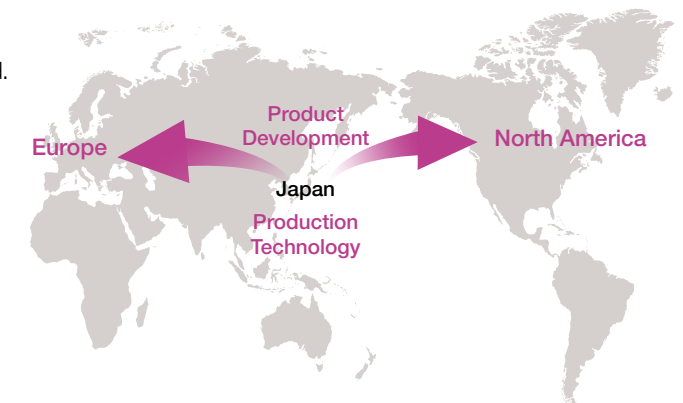 l.
Product
Development
Europe
North America
Japan
Production
Technology